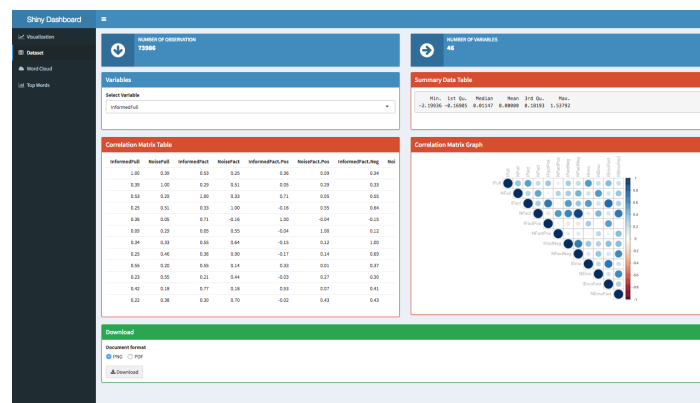 Shiny Dashboard
Visualization
Dataset
Word Cloud
Top Words
NUMBER OF OBSERVATION
73986
NUMBER OF VARIABLES
46
Variables
Select Variable
InformedFull
Summary Data Table
Min. 1st Qu. Median Mean 3rd Qu. Max.
-2.19936 -0.16985 0.01147 0.00000 0.18193 1.53792
Correlation Matrix Table
InformedFull NoiseFull InformedFact NoiseFact InformedFact.Pos NoiseFact.Pos InformedFact.Neg Noi
1.00 0.39 0.53 0.25 0.36 0.09 0.34
0.39 1.00 0.29 0.51 0.05 0.29 0.33
0.53 0.29 1.00 0.33 0.71 0.05 0.55
0.25 0.51 0.33 1.00 -0.16 0.55 0.64
0.36 0.05 0.71 -0.16 1.00 -0.04 -0.15
0.09 0.29 0.05 0.55 -0.04 1.00 0.12
0.34 0.33 0.55 0.64 -0.15 0.12 1.00
0.25 0.46 0.36 0.90 -0.17 0.14 0.69
0.55 0.20 0.55 0.14 0.33 0.01 0.37
0.23 0.55 0.21 0.44 -0.03 0.27 0.30
0.42 0.18 0.77 0.18 0.53 0.07 0.41
0.22 0.38 0.30 0.70 -0.02 0.43 0.43
Correlation Matrix Graph
Download
Document format
PNG PDF
Download